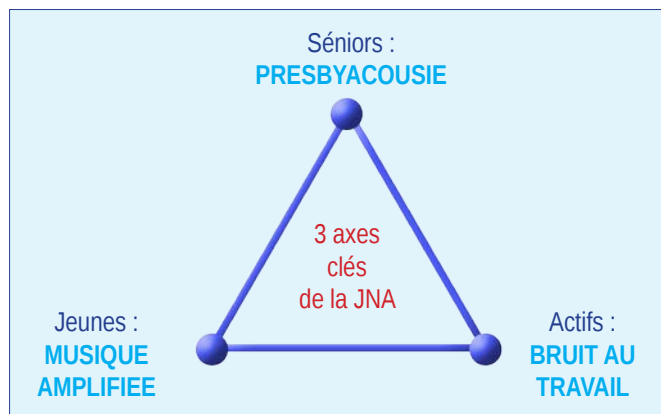 Séniors :
PRESBYACOUSIE
3 axes
clés
de la JNA
Jeunes :
MUSIQUE
AMPLIFIEE
Actifs :
BRUIT AU
TRAVAIL